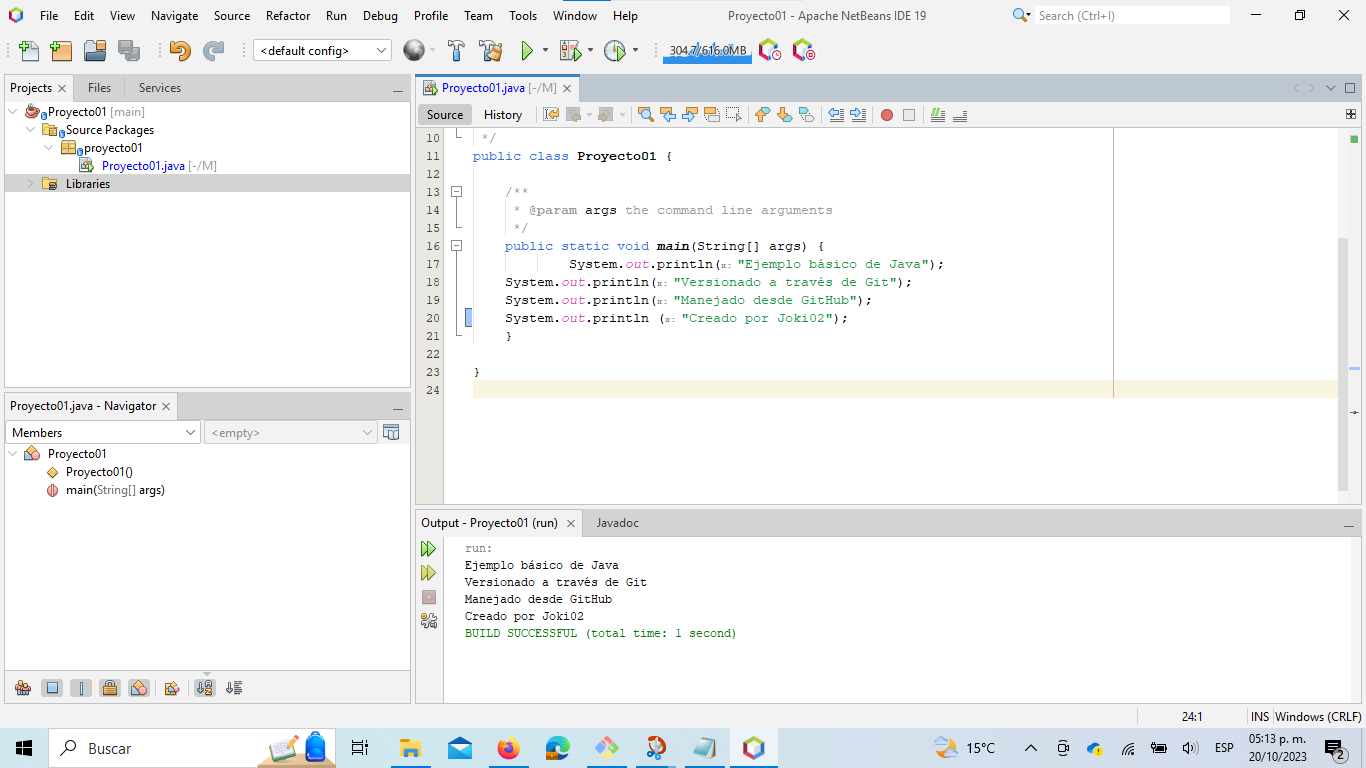 File Edit View Navigate Source Refactor Run Debug Profile Team Tools Window Help
Proyecto01 - Apache NetBeans IDE 19
Search (Ctrl+I)
<default config>
304.7/616.0MB
Projects
Files
Services
Proyecto01 [main]
Source Packages
proyecto01
Proyecto01.java [-/M]
Libraries
Proyecto01.java - Navigator
Members
<empty>
Proyecto01
Proyecto01()
main(String[] args)
Proyecto01.java [-/M]
Source
History
10 */
11 public class Proyecto01 {
12
13 /**
14 * @param args the command line arguments
15 */
16 public static void main(String[] args) {
17 System.out.println(x: "Ejemplo básico de Java");
18 System.out.println(x: "Versionado a través de Git");
19 System.out.println(x: "Manejado desde GitHub");
20 System.out.println (x: "Creado por Joki02");
21 }
22
23 }
24
Output - Proyecto01 (run)
Javadoc
run:
Ejemplo básico de Java
Versionado a través de Git
Manejado desde GitHub
Creado por Joki02
BUILD SUCCESSFUL (total time: 1 second)
24:1
INS
Windows (CRLF)
Buscar
15°C
ESP
05:13 p. m.
20/10/2023
2